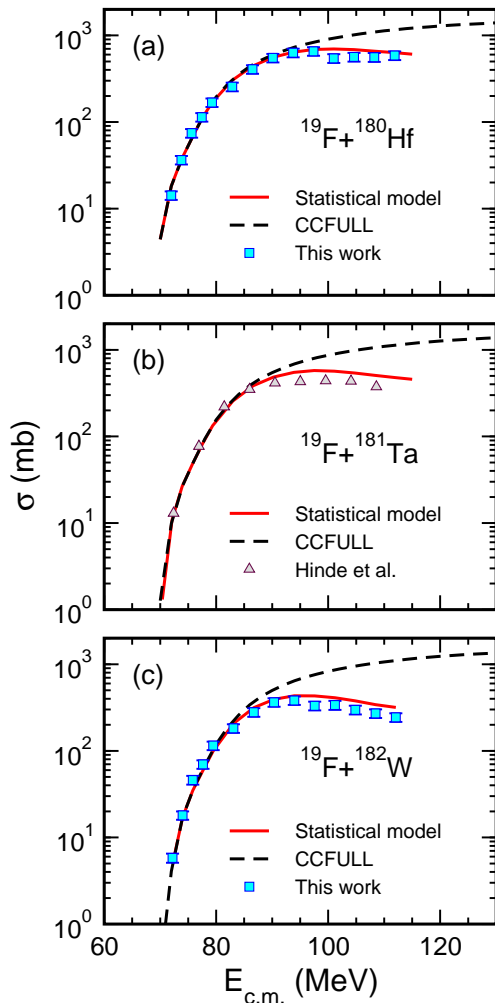 10³
(a)
10²
¹⁹F+¹⁸⁰Hf
10¹
Statistical model
CCFULL
This work
10⁰
10³
(b)
10²
¹⁹F+¹⁸¹Ta
10¹
Statistical model
CCFULL
Hinde et al.
10⁰
σ (mb)
10³
(c)
10²
¹⁹F+¹⁸²W
10¹
Statistical model
CCFULL
This work
10⁰
60 80 100 120
E_c.m. (MeV)